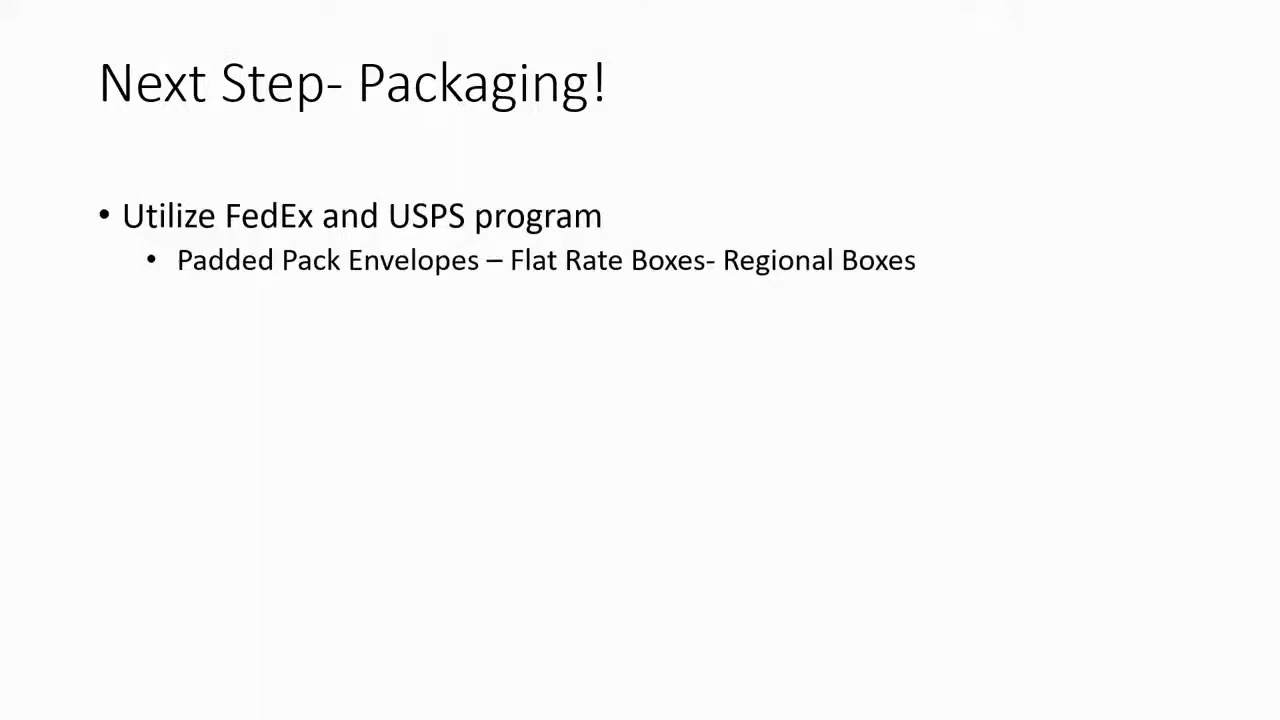 Next Step- Packaging!
• Utilize FedEx and USPS program
• Padded Pack Envelopes – Flat Rate Boxes- Regional Boxes